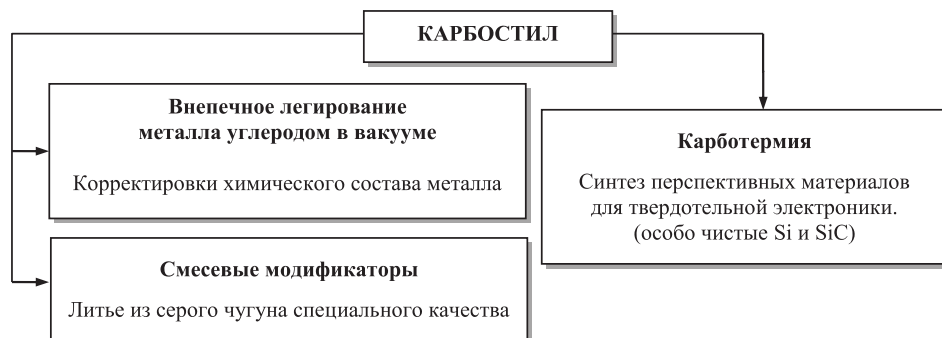 КАРБОСТИЛ
Внепечное легирование
металла углеродом в вакууме
Корректировки химического состава металла
Карботермия
Синтез перспективных материалов
для твердотельной электроники.
(особо чистые Si и SiC)
Смесевые модификаторы
Литье из серого чугуна специального качества